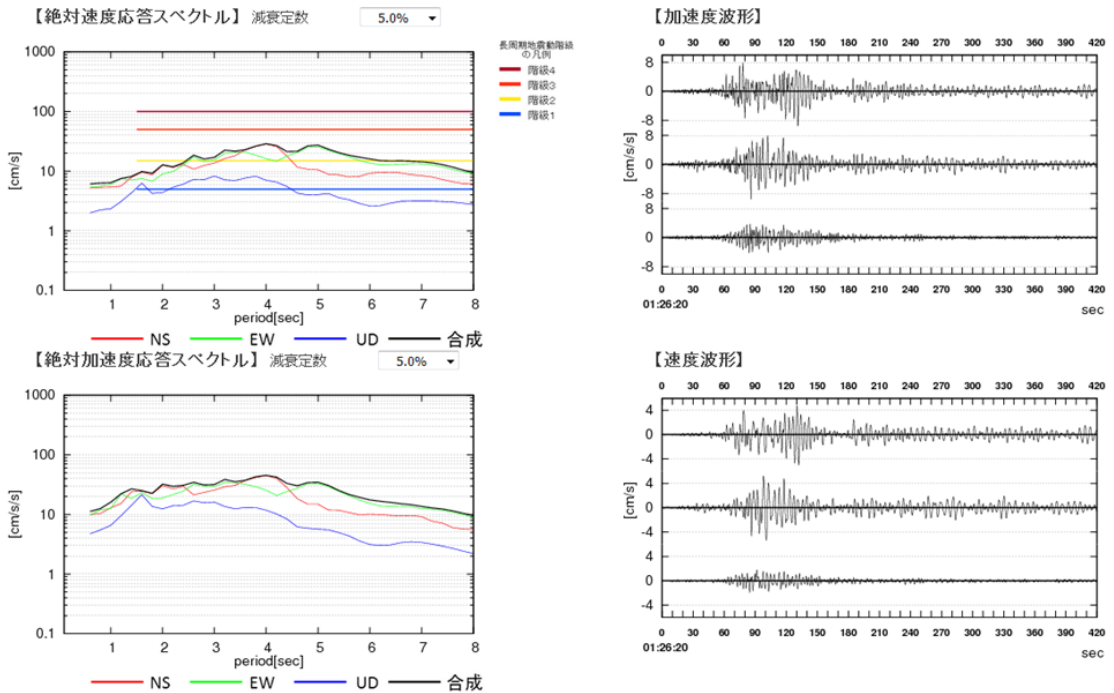 【絶対速度応答スペクトル】 減衰定数 5.0%
1000
100
10
1
0.1
[cm/s]
1 2 3 4 5 6 7 8
period[sec]
NS EW UD 合成
長周期地震動階級
の凡例
階級4
階級3
階級2
階級1
【加速度波形】
0 30 60 90 120 150 180 210 240 270 300 330 360 390 420
8
0
-8
8
0
-8
8
0
-8
[cm/s/s]
0 30 60 90 120 150 180 210 240 270 300 330 360 390 420
01:26:20
sec
【絶対加速度応答スペクトル】 減衰定数 5.0%
1000
100
10
1
0.1
[cm/s/s]
1 2 3 4 5 6 7 8
period[sec]
NS EW UD 合成
【速度波形】
0 30 60 90 120 150 180 210 240 270 300 330 360 390 420
4
0
-4
4
0
-4
4
0
-4
[cm/s]
0 30 60 90 120 150 180 210 240 270 300 330 360 390 420
01:26:20
sec